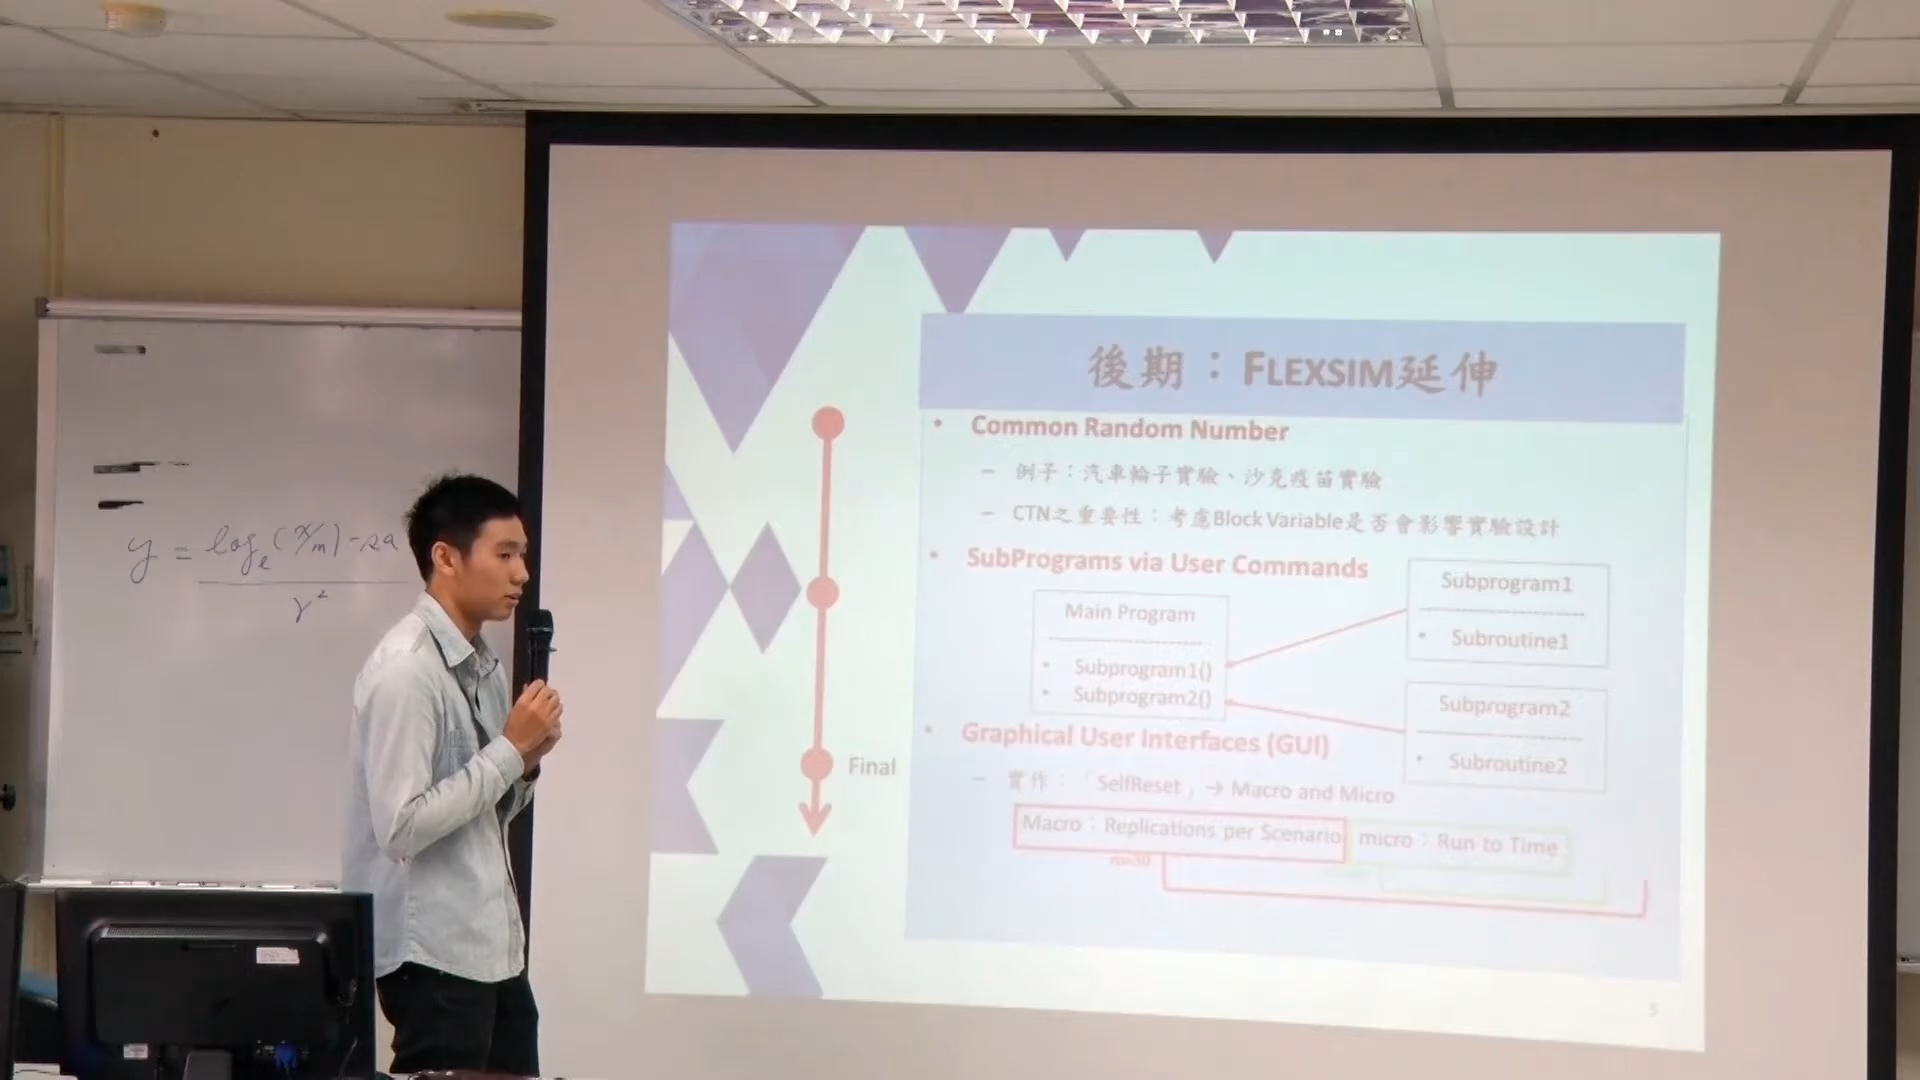 y = log_e(x/m) - 2a
γ²
後期：FLEXSIM延伸
• Common Random Number
– 例子：汽車輪子實驗、沙克疫苗實驗
– CTN之重要性：考慮Block Variable是否會影響實驗設計
• SubPrograms via User Commands
Main Program
• Subprogram1()
• Subprogram2()
Subprogram1
• Subroutine1
Subprogram2
• Subroutine2
• Graphical User Interfaces (GUI)
– 實作：「SelfReset」→ Macro and Micro
Macro：Replications per Scenario
micro：Run to Time
n=30
Final
5